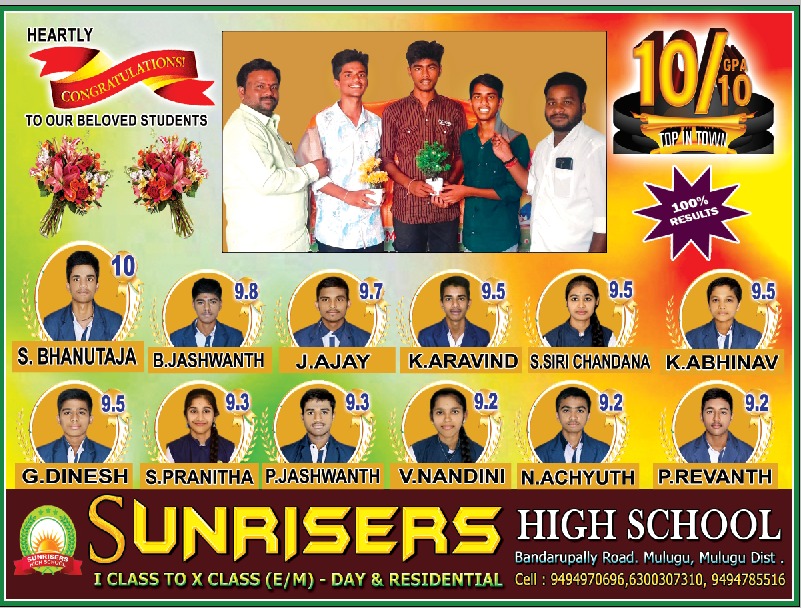 HEARTLY
CONGRATULATIONS!
TO OUR BELOVED STUDENTS
10/10
GPA
TOP IN TOWN
100%
RESULTS
10
S. BHANUTAJA
9.8
B.JASHWANTH
9.7
J.AJAY
9.5
K.ARAVIND
9.5
S.SIRI CHANDANA
9.5
K.ABHINAV
9.5
G.DINESH
9.3
S.PRANITHA
9.3
P.JASHWANTH
9.2
V.NANDINI
9.2
N.ACHYUTH
9.2
P.REVANTH
SUNRISERS
HIGH SCHOOL
SUNRISERS HIGH SCHOOL
Bandarupally Road. Mulugu, Mulugu Dist .
I CLASS TO X CLASS (E/M) - DAY & RESIDENTIAL
Cell : 9494970696,6300307310, 9494785516